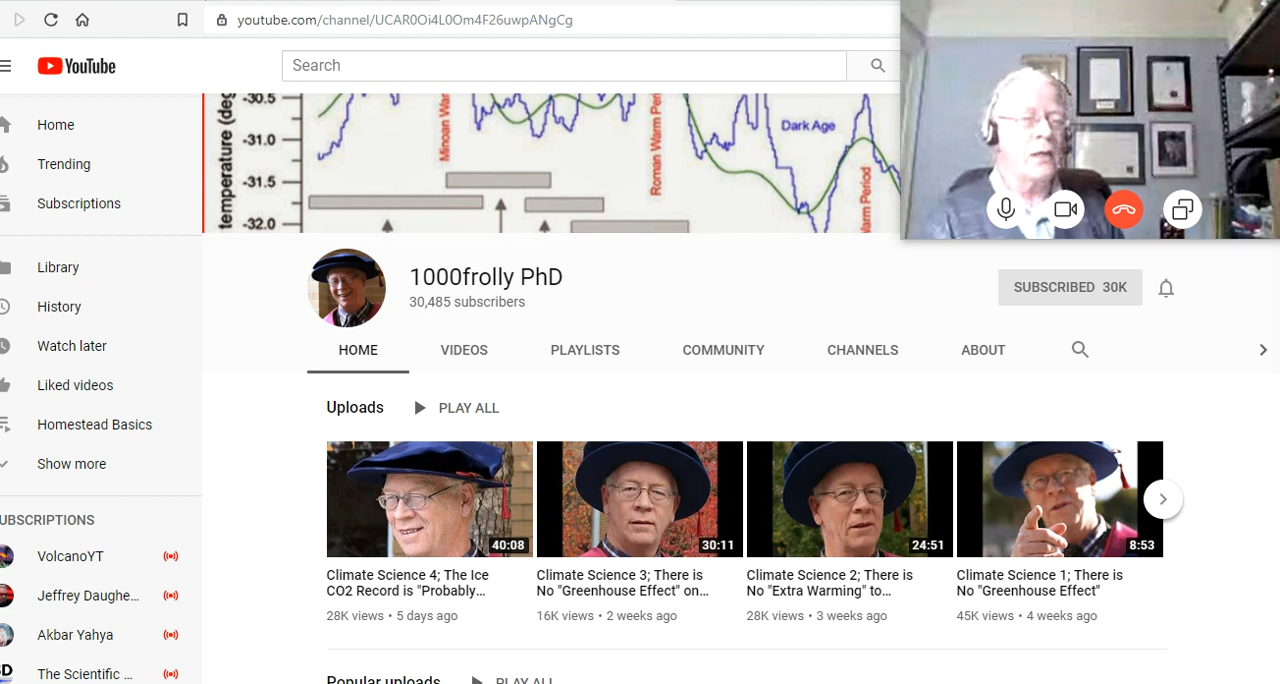 youtube.com/channel/UCAR0Oi4L0Om4F26uwpANgCg
YouTube
Search
Home
Trending
Subscriptions
Library
History
Watch later
Liked videos
Homestead Basics
Show more
UBSCRIPTIONS
VolcanoYT
Jeffrey Daughe...
Akbar Yahya
The Scientific ...
temperature (deg
-30.5
-31.0
-31.5
-32.0
Minoan War
Roman Warm Peri
Dark Age
arm Period
1000frolly PhD
30,485 subscribers
SUBSCRIBED 30K
HOME
VIDEOS
PLAYLISTS
COMMUNITY
CHANNELS
ABOUT
Uploads
PLAY ALL
40:08
30:11
24:51
8:53
Climate Science 4; The Ice
CO2 Record is "Probably...
28K views • 5 days ago
Climate Science 3; There is
No "Greenhouse Effect" on...
16K views • 2 weeks ago
Climate Science 2; There is
No "Extra Warming" to...
28K views • 3 weeks ago
Climate Science 1; There is
No "Greenhouse Effect"
45K views • 4 weeks ago
Popular uploads
PLAY ALL